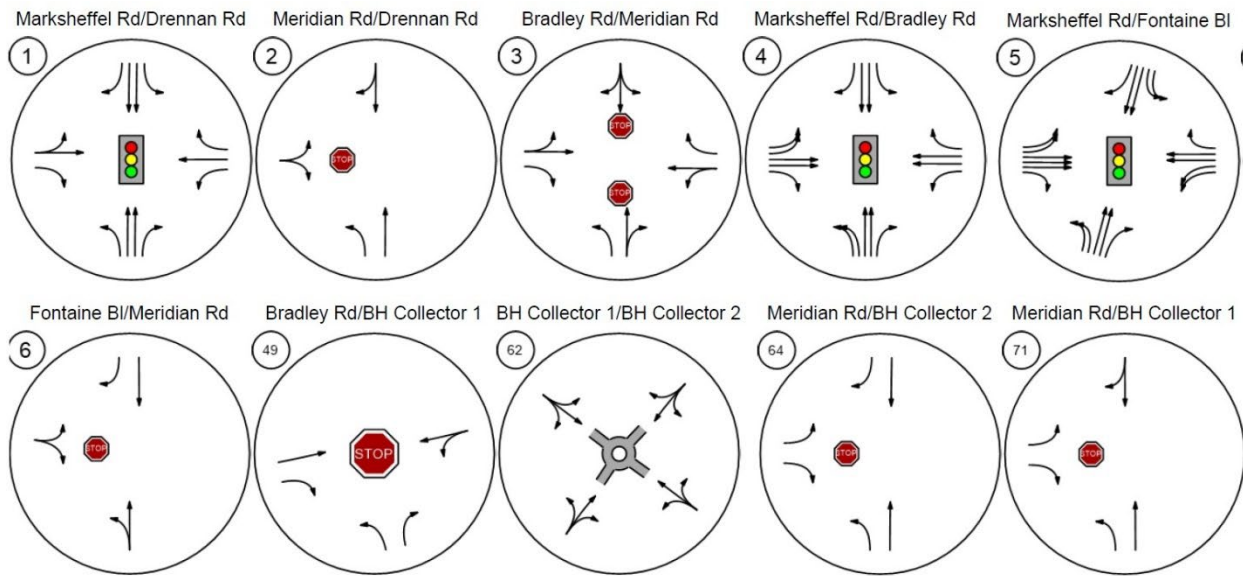 Marksheffel Rd/Drennan Rd
Meridian Rd/Drennan Rd
Bradley Rd/Meridian Rd
Marksheffel Rd/Bradley Rd
Marksheffel Rd/Fontaine Bl
1
2
3
4
5
STOP
STOP
STOP
Fontaine Bl/Meridian Rd
Bradley Rd/BH Collector 1
BH Collector 1/BH Collector 2
Meridian Rd/BH Collector 2
Meridian Rd/BH Collector 1
6
49
62
64
71
STOP
STOP
STOP
STOP